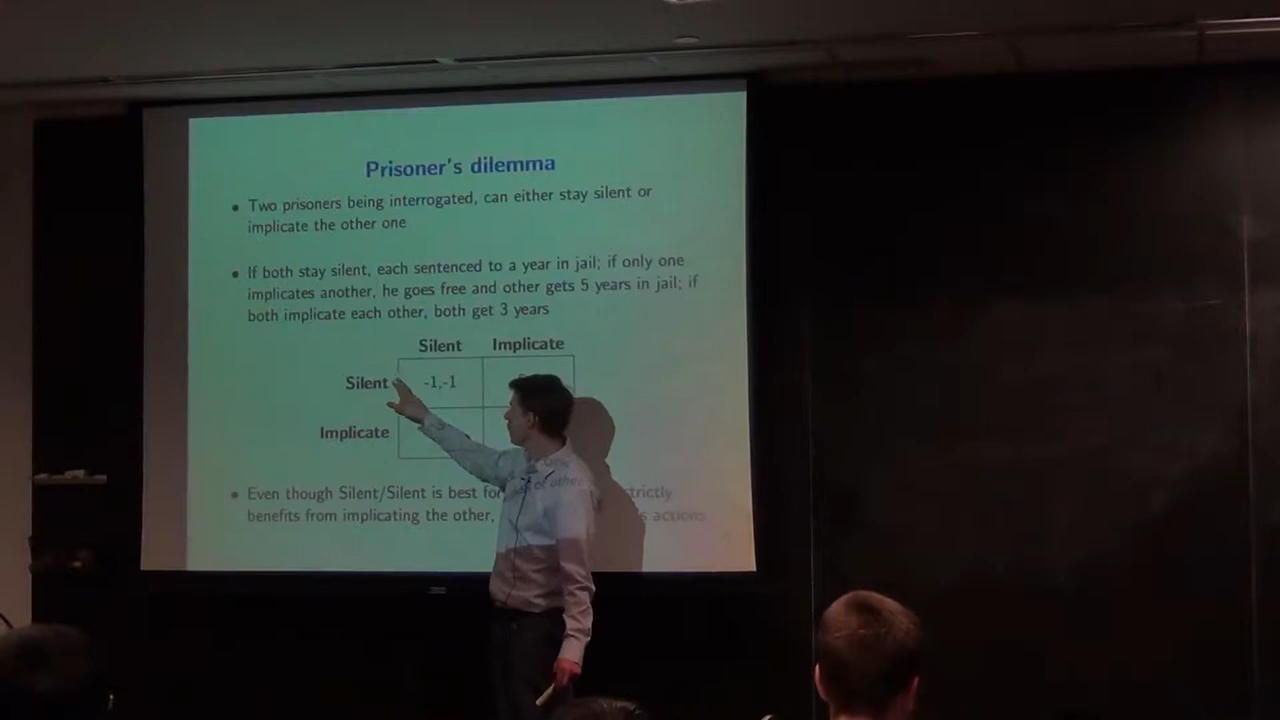 Prisoner's dilemma
• Two prisoners being interrogated, can either stay silent or
implicate the other one
• If both stay silent, each sentenced to a year in jail; if only one
implicates another, he goes free and other gets 5 years in jail; if
both implicate each other, both get 3 years
Silent Implicate
Silent -1,-1
Implicate
• Even though Silent/Silent is best for
benefits from implicating the other, actions